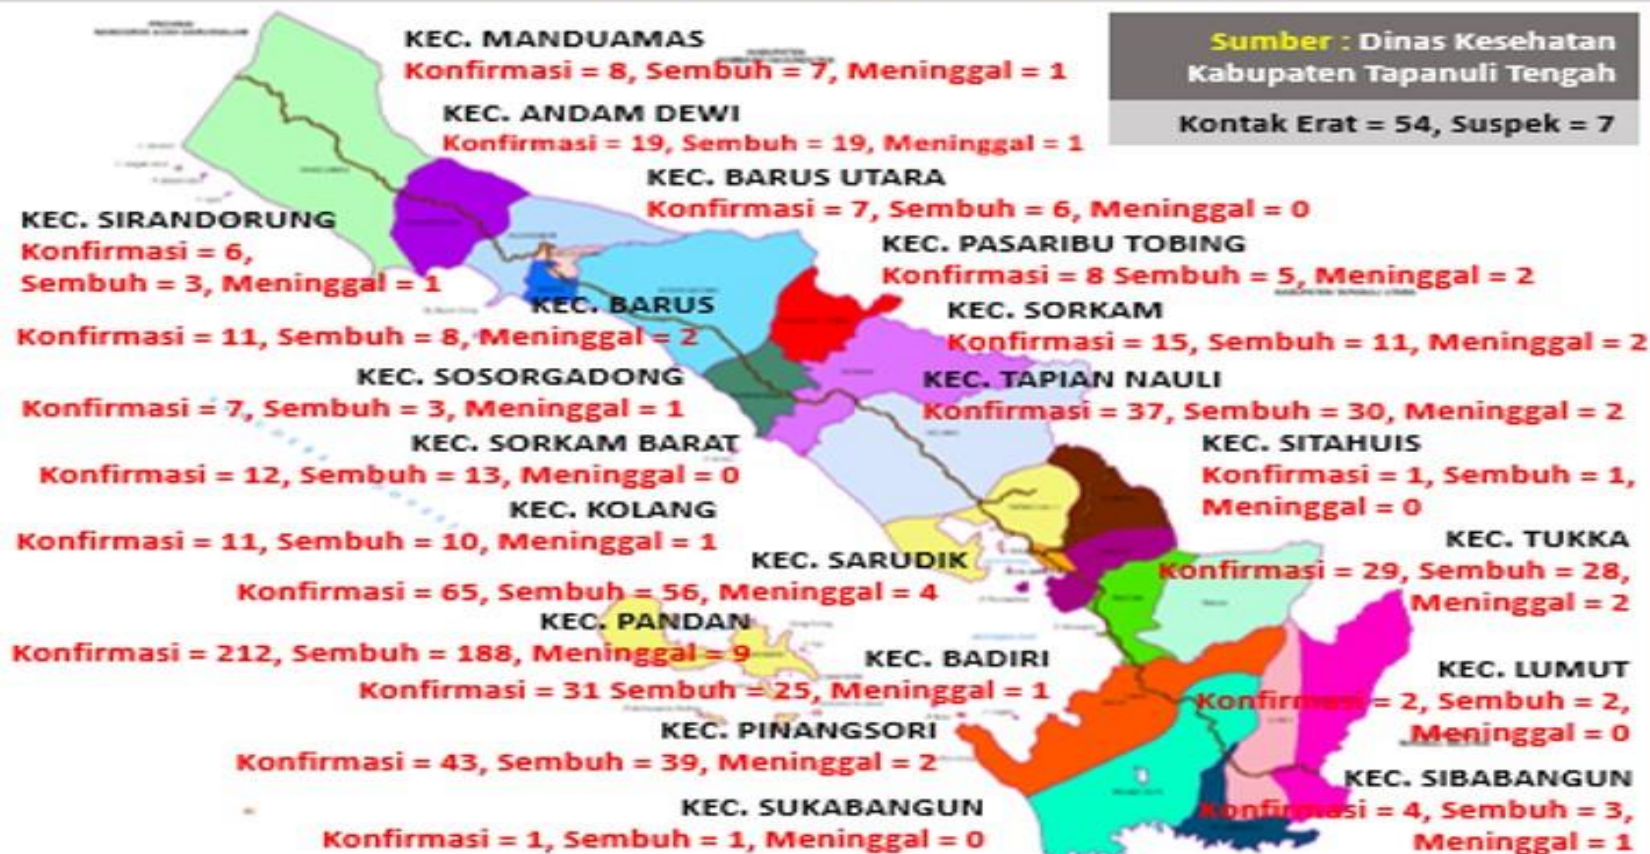 KEC. MANDUAMAS
Konfirmasi = 8, Sembuh = 7, Meninggal = 1
Sumber : Dinas Kesehatan
Kabupaten Tapanuli Tengah
Kontak Erat = 54, Suspek = 7
KEC. ANDAM DEWI
Konfirmasi = 19, Sembuh = 19, Meninggal = 1
KEC. BARUS UTARA
Konfirmasi = 7, Sembuh = 6, Meninggal = 0
KEC. SIRANDORUNG
Konfirmasi = 6,
Sembuh = 3, Meninggal = 1
KEC. PASARIBU TOBING
Konfirmasi = 8 Sembuh = 5, Meninggal = 2
KEC. BARUS
Konfirmasi = 11, Sembuh = 8, Meninggal = 2
KEC. SORKAM
Konfirmasi = 15, Sembuh = 11, Meninggal = 2
KEC. SOSORGADONG
Konfirmasi = 7, Sembuh = 3, Meninggal = 1
KEC. TAPIAN NAULI
Konfirmasi = 37, Sembuh = 30, Meninggal = 2
KEC. SORKAM BARAT
Konfirmasi = 12, Sembuh = 13, Meninggal = 0
KEC. SITAHUIS
Konfirmasi = 1, Sembuh = 1,
Meninggal = 0
KEC. KOLANG
Konfirmasi = 11, Sembuh = 10, Meninggal = 1
KEC. SARUDIK
Konfirmasi = 65, Sembuh = 56, Meninggal = 4
KEC. TUKKA
Konfirmasi = 29, Sembuh = 28,
Meninggal = 2
KEC. PANDAN
Konfirmasi = 212, Sembuh = 188, Meninggal = 9
KEC. BADIRI
Konfirmasi = 31 Sembuh = 25, Meninggal = 1
KEC. LUMUT
Konfirmasi = 2, Sembuh = 2,
Meninggal = 0
KEC. PINANGSORI
Konfirmasi = 43, Sembuh = 39, Meninggal = 2
KEC. SIBABANGUN
Konfirmasi = 4, Sembuh = 3,
Meninggal = 1
KEC. SUKABANGUN
Konfirmasi = 1, Sembuh = 1, Meninggal = 0